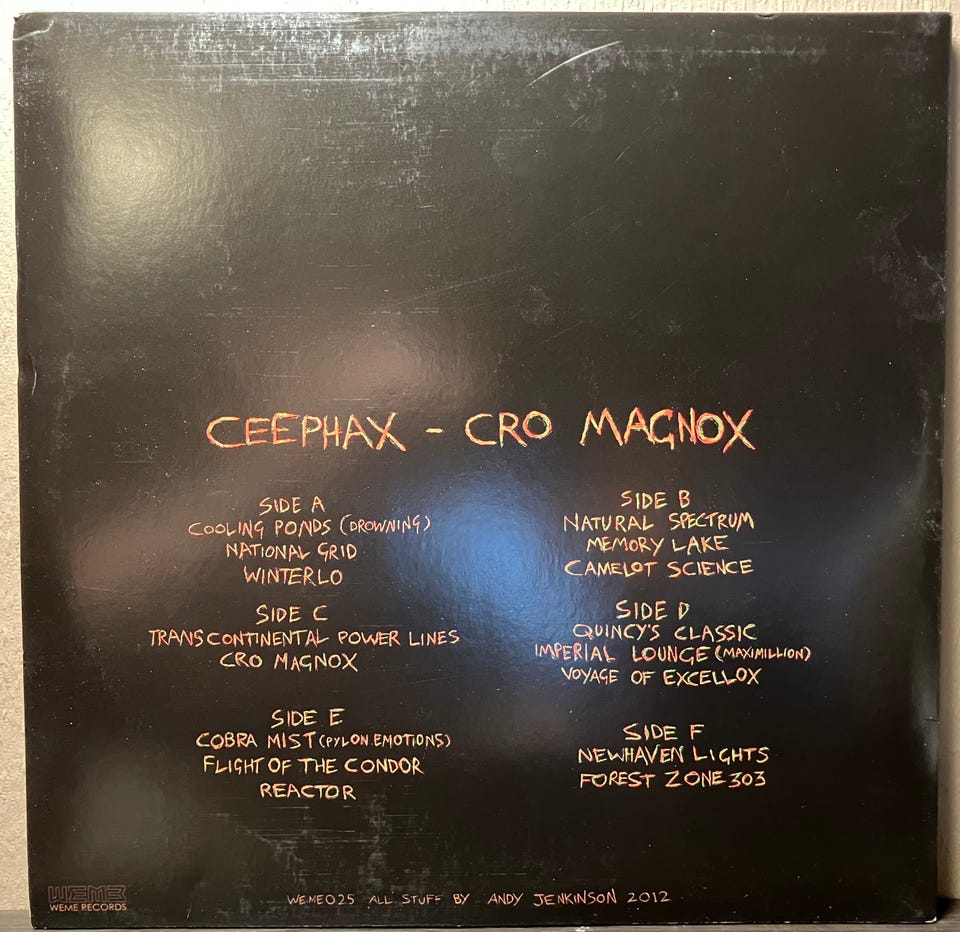 CEEPHAX - CRO MAGNOX
SIDE A
COOLING PONDS (DROWNING)
NATIONAL GRID
WINTERLO
SIDE B
NATURAL SPECTRUM
MEMORY LAKE
CAMELOT SCIENCE
SIDE C
TRANSCONTINENTAL POWER LINES
CRO MAGNOX
SIDE D
QUINCY'S CLASSIC
IMPERIAL LOUNGE (MAXIMILLION)
VOYAGE OF EXCELLOX
SIDE E
COBRA MIST (PYLON.EMOTIONS)
FLIGHT OF THE CONDOR
REACTOR
SIDE F
NEWHAVEN LIGHTS
FOREST ZONE 303
WEME
WEME RECORDS
WEME025 ALL STUFF BY ANDY JENKINSON 2012